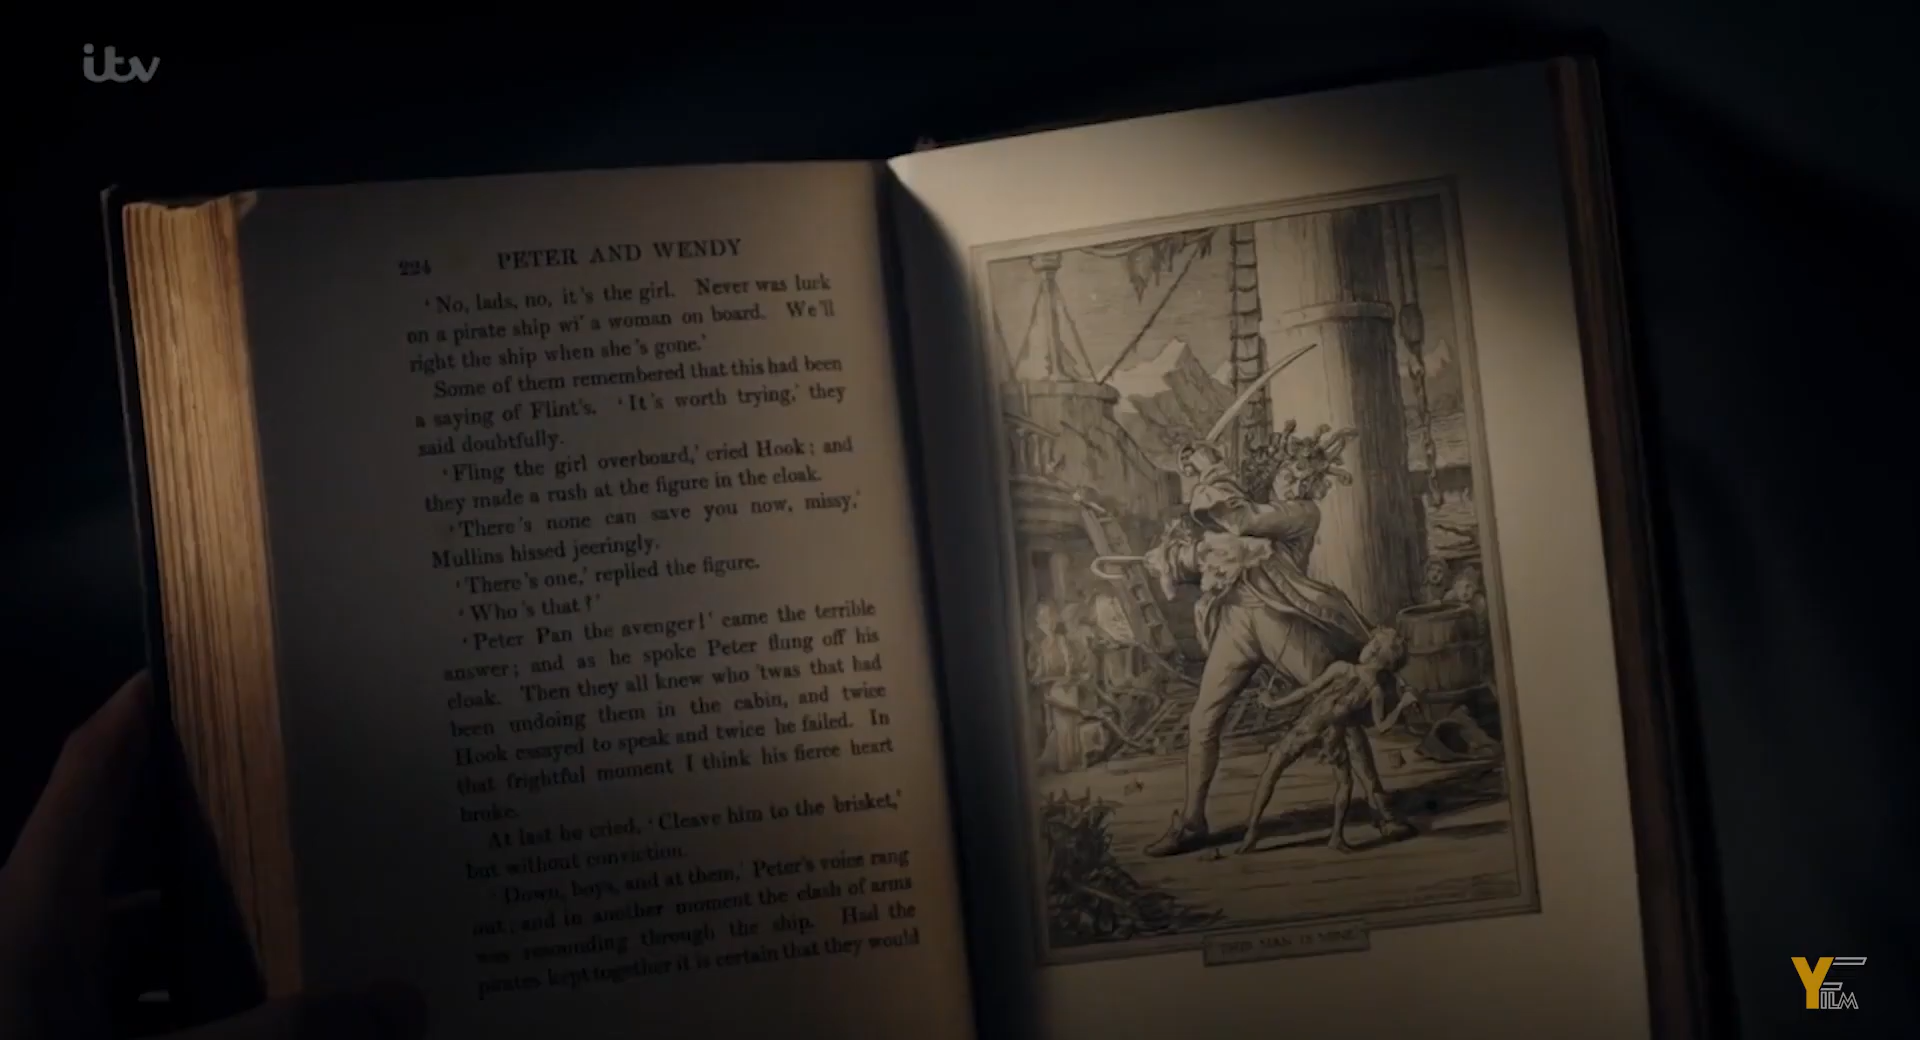 itv
224 PETER AND WENDY
'No, lads, no, it's the girl. Never was luck
on a pirate ship wi' a woman on board. We'll
right the ship when she's gone.'
Some of them remembered that this had been
a saying of Flint's. 'It's worth trying,' they
said doubtfully.
'Fling the girl overboard,' cried Hook; and
they made a rush at the figure in the cloak.
'There's none can save you now, missy,'
Mullins hissed jeeringly.
'There's one,' replied the figure.
'Who's that?'
'Peter Pan the avenger!' came the terrible
answer; and as he spoke Peter flung off his
cloak. Then they all knew who 'twas that had
been undoing them in the cabin, and twice
Hook essayed to speak and twice he failed. In
that frightful moment I think his fierce heart
broke.
At last he cried, 'Cleave him to the brisket,'
but without conviction.
'Down, boys, and at them,' Peter's voice rang
out; and in another moment the clash of arms
was resounding through the ship. Had the
pirates kept together it is certain that they would
THIS MAN IS MINE
YFILM